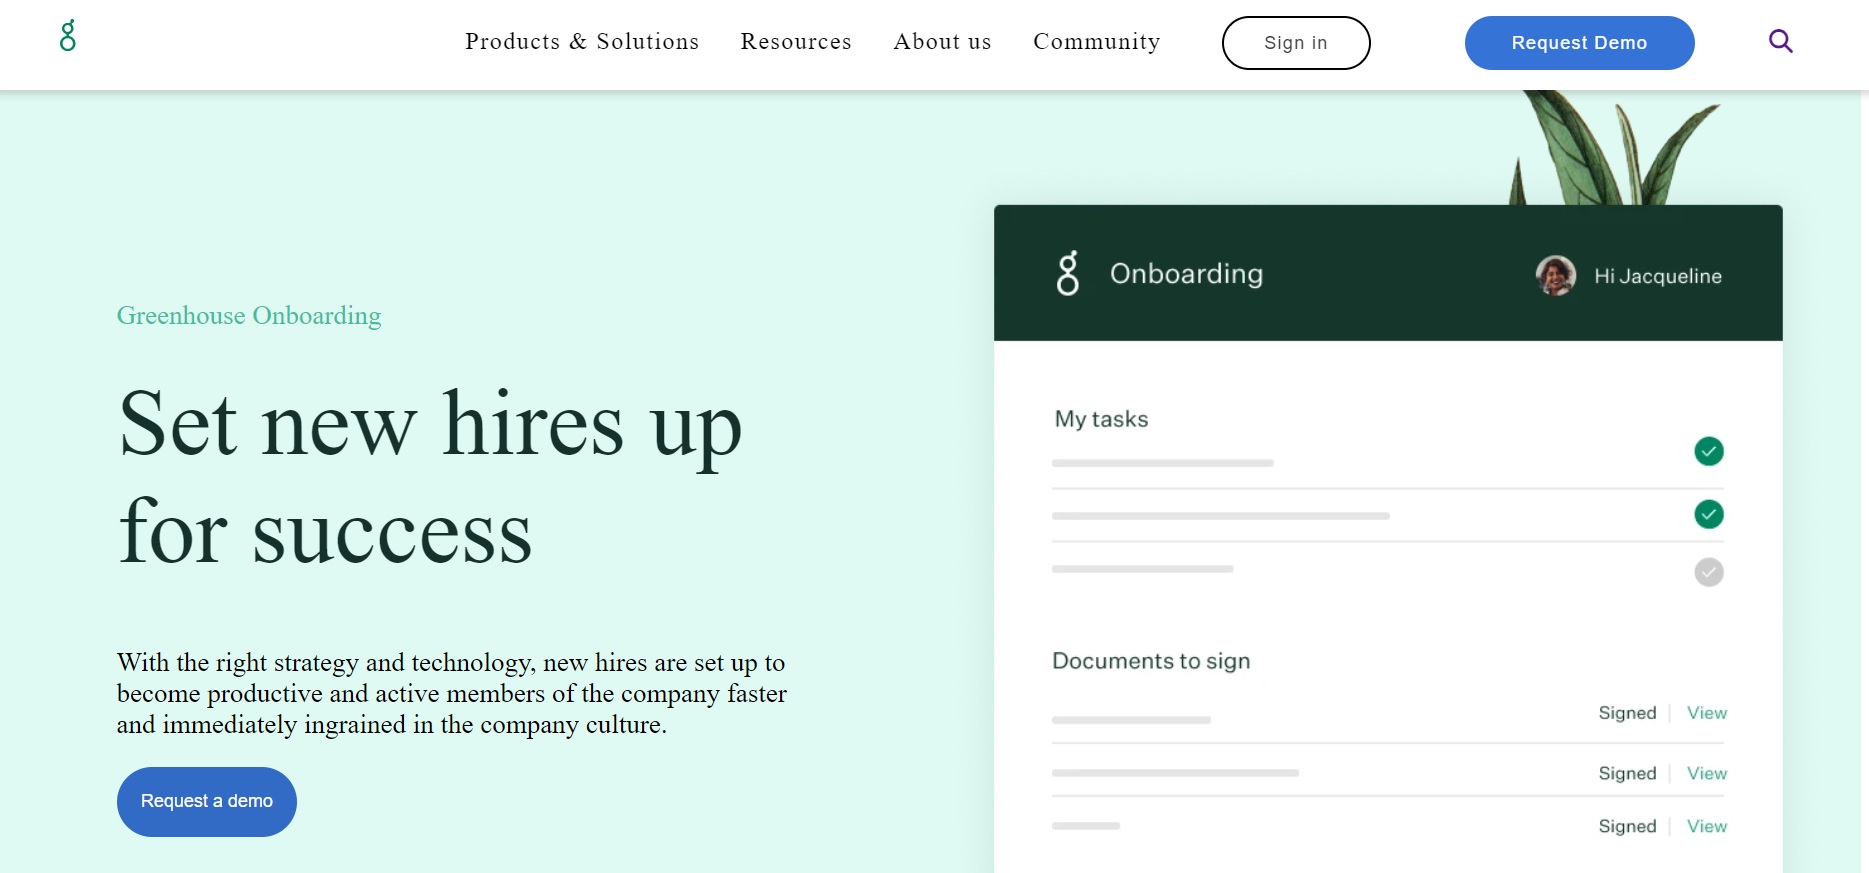 Products & Solutions Resources About us Community Sign in Request Demo
Onboarding Hi Jacqueline
Greenhouse Onboarding
Set new hires up
for success
With the right strategy and technology, new hires are set up to
become productive and active members of the company faster
and immediately ingrained in the company culture.
Request a demo
My tasks
Documents to sign
Signed | View
Signed | View
Signed | View